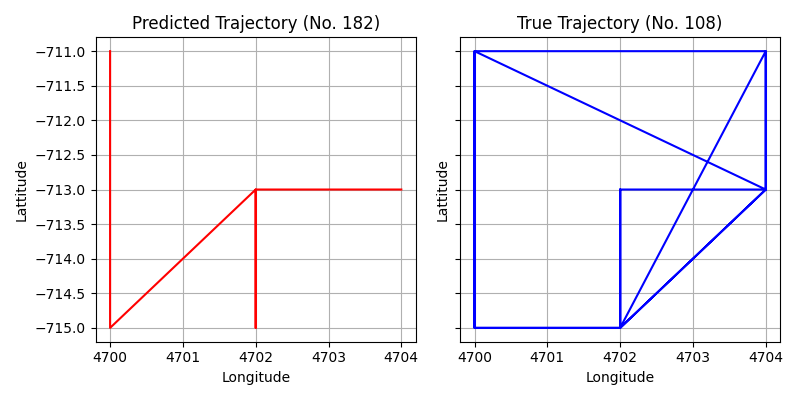 Predicted Trajectory (No. 182)
True Trajectory (No. 108)
−711.0
−711.5
−712.0
−712.5
−713.0
−713.5
−714.0
−714.5
−715.0
Lattitude
Lattitude
4700 4701 4702 4703 4704
4700 4701 4702 4703 4704
Longitude
Longitude